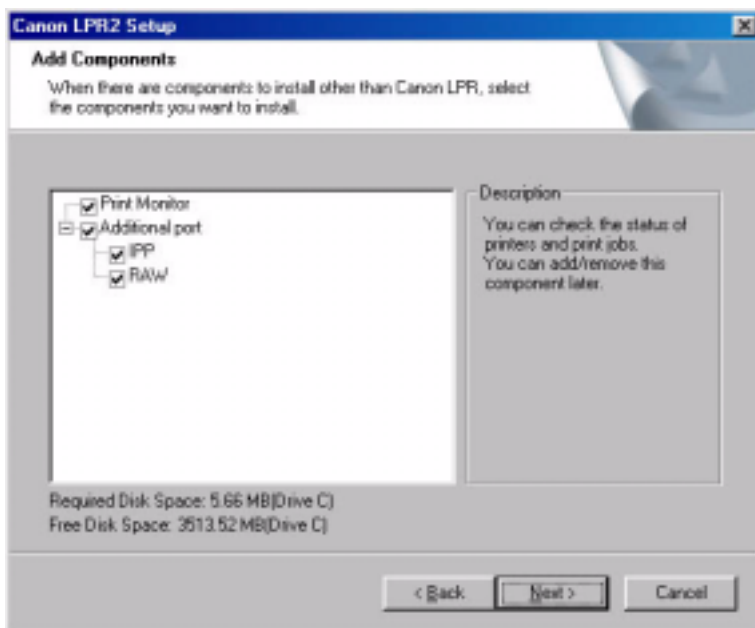 Canon LPR2 Setup
Add Components
When there are components to install other than Canon LPR, select
the components you want to install.
Print Monitor
Additional port
IPP
RAW
Description
You can check the status of
printers and print jobs.
You can add/remove this
component later.
Required Disk Space: 5.66 MB(Drive C)
Free Disk Space: 3513.52 MB(Drive C)
< Back
Next >
Cancel